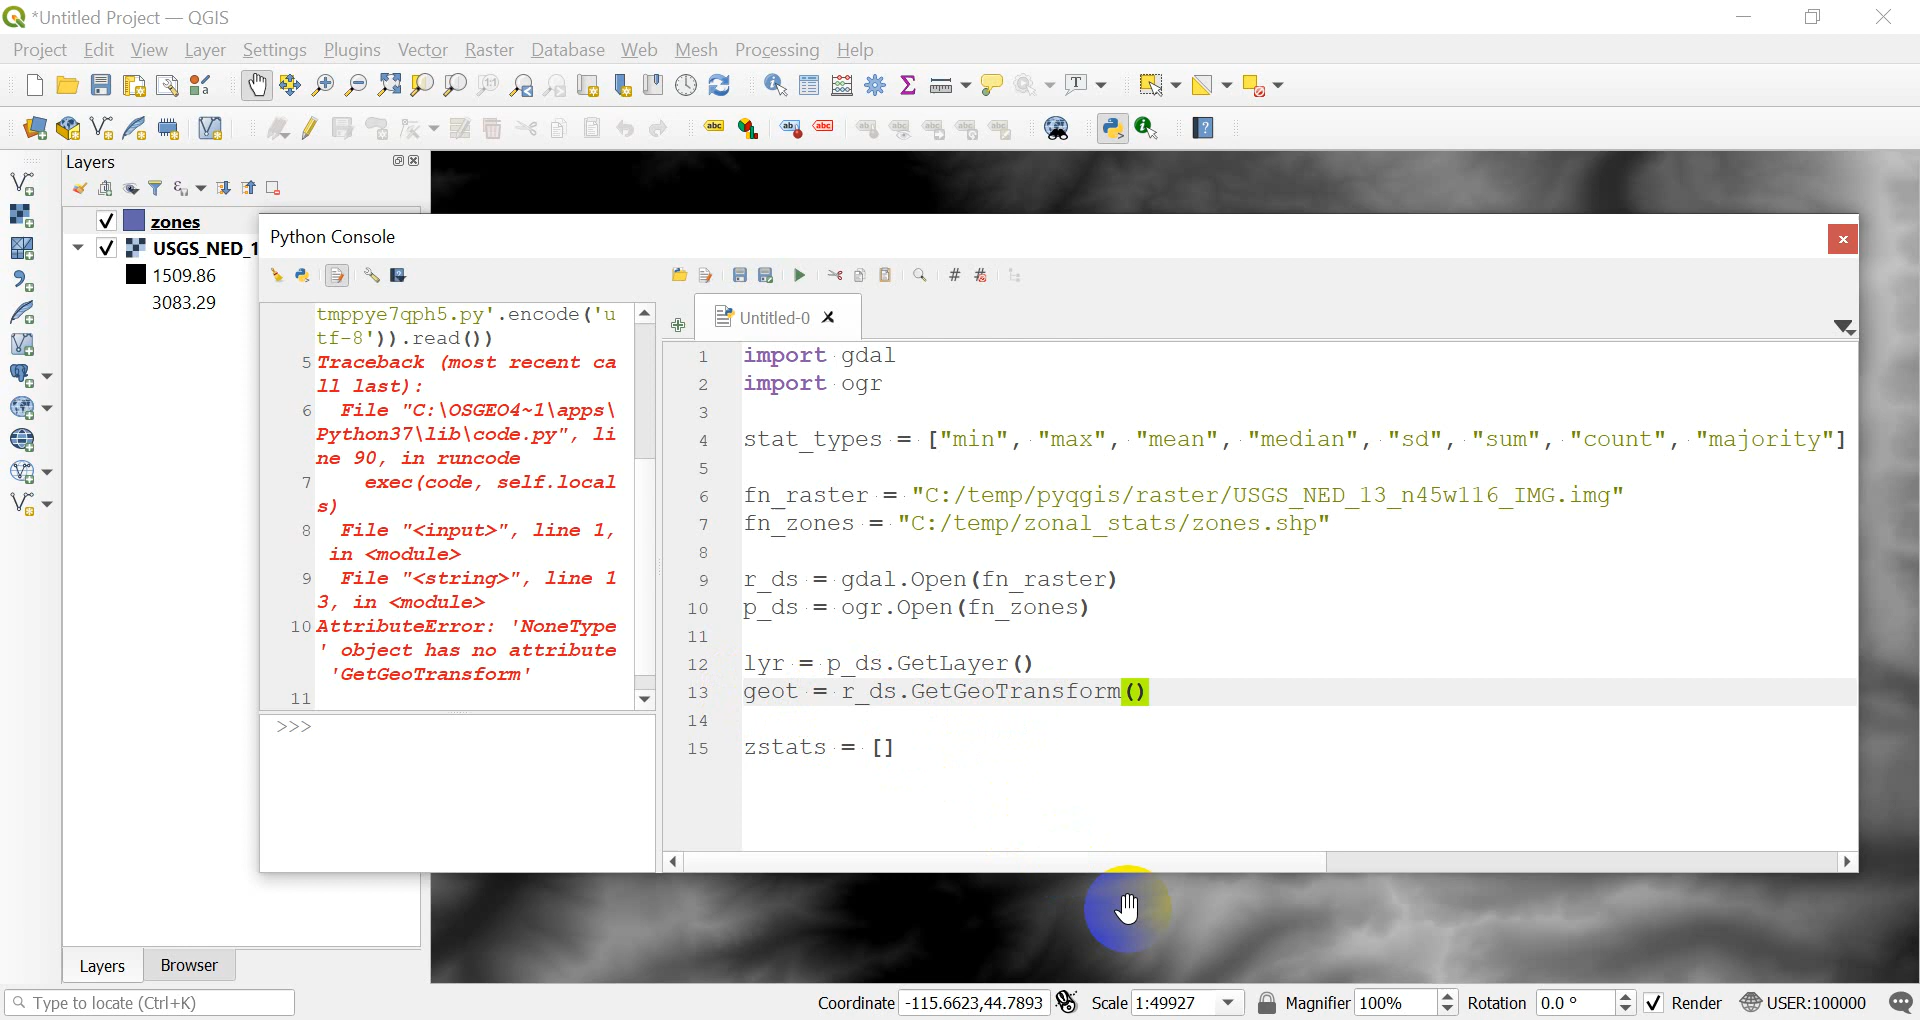 *Untitled Project — QGIS
Project Edit View Layer Settings Plugins Vector Raster Database Web Mesh Processing Help
Layers
zones
USGS_NED_1
1509.86
3083.29
Python Console
tmppye7qph5.py'.encode('u
tf-8')).read())
5 Traceback (most recent ca
ll last):
6 File "C:\OSGEO4~1\apps\
Python37\lib\code.py", li
ne 90, in runcode
7 exec(code, self.local
s)
8 File "<input>", line 1,
in <module>
9 File "<string>", line 1
3, in <module>
10 AttributeError: 'NoneType
' object has no attribute
'GetGeoTransform'
11
>>>
Untitled-0
1 import gdal
2 import ogr
3
4 stat_types = ["min", "max", "mean", "median", "sd", "sum", "count", "majority"]
5
6 fn_raster = "C:/temp/pyqgis/raster/USGS_NED_13_n45w116_IMG.img"
7 fn_zones = "C:/temp/zonal_stats/zones.shp"
8
9 r_ds = gdal.Open(fn_raster)
10 p_ds = ogr.Open(fn_zones)
11
12 lyr = p_ds.GetLayer()
13 geot = r_ds.GetGeoTransform()
14
15 zstats = []
Layers Browser
Type to locate (Ctrl+K)
Coordinate -115.6623,44.7893 Scale 1:49927 Magnifier 100% Rotation 0.0 ° Render USER:100000